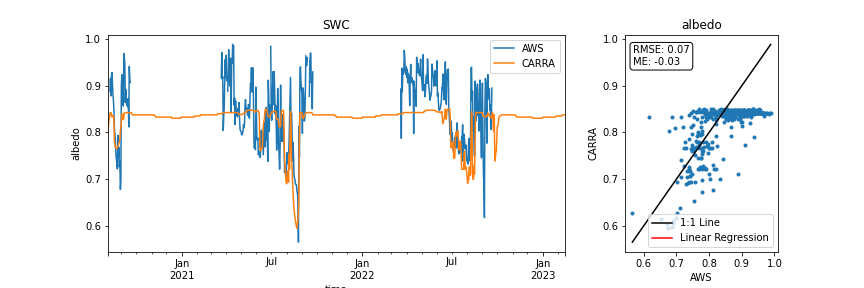 SWC
albedo
1.0
0.9
0.8
0.7
0.6
albedo
AWS
CARRA
Jan
2021
Jul
Jan
2022
Jul
Jan
2023
time
RMSE: 0.07
ME: -0.03
1.0
0.9
0.8
0.7
0.6
CARRA
1:1 Line
Linear Regression
0.6
0.7
0.8
0.9
1.0
AWS